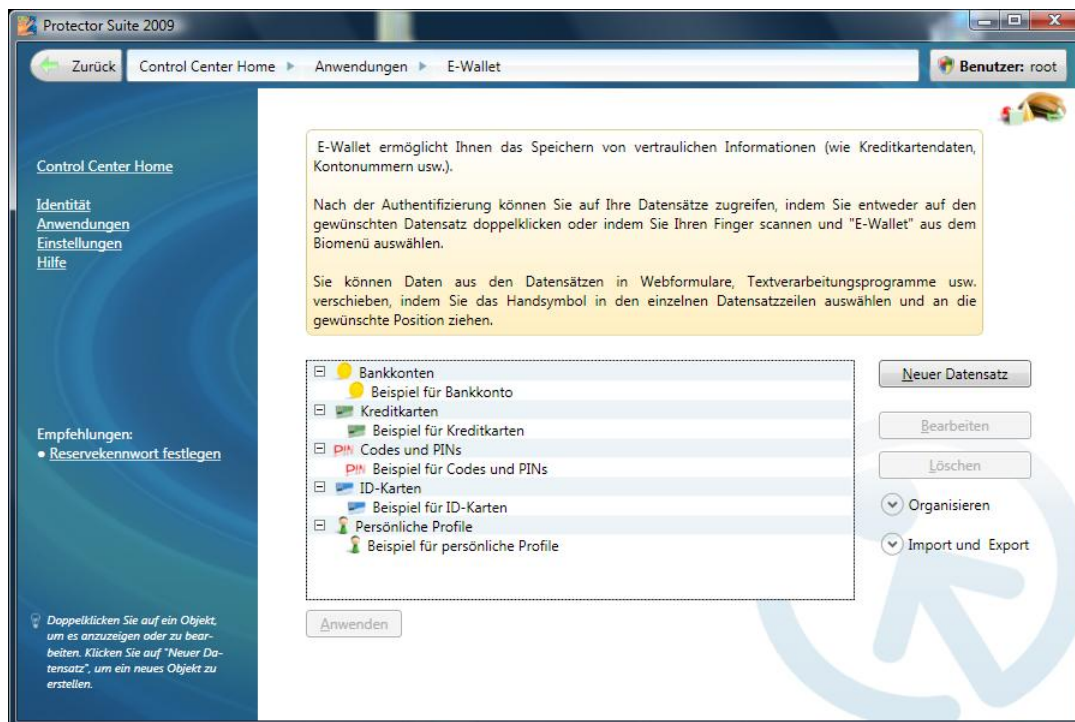 Protector Suite 2009
Zurück
Control Center Home
Anwendungen
E-Wallet
Benutzer: root
Control Center Home
Identität
Anwendungen
Einstellungen
Hilfe
Empfehlungen:
Reservekennwort festlegen
Doppelklicken Sie auf ein Objekt,
um es anzuzeigen oder zu bear-
beiten. Klicken Sie auf "Neuer Da-
tensatz", um ein neues Objekt zu
erstellen.
E-Wallet ermöglicht Ihnen das Speichern von vertraulichen Informationen (wie Kreditkartendaten,
Kontonummern usw.).
Nach der Authentifizierung können Sie auf Ihre Datensätze zugreifen, indem Sie entweder auf den
gewünschten Datensatz doppelklicken oder indem Sie Ihren Finger scannen und "E-Wallet" aus dem
Biomenü auswählen.
Sie können Daten aus den Datensätzen in Webformulare, Textverarbeitungsprogramme usw.
verschieben, indem Sie das Handsymbol in den einzelnen Datensatzzeilen auswählen und an die
gewünschte Position ziehen.
Bankkonten
Beispiel für Bankkonto
Kreditkarten
Beispiel für Kreditkarten
PIN Codes und PINs
PIN Beispiel für Codes und PINs
ID-Karten
Beispiel für ID-Karten
Persönliche Profile
Beispiel für persönliche Profile
Anwenden
Neuer Datensatz
Bearbeiten
Löschen
Organisieren
Import und Export